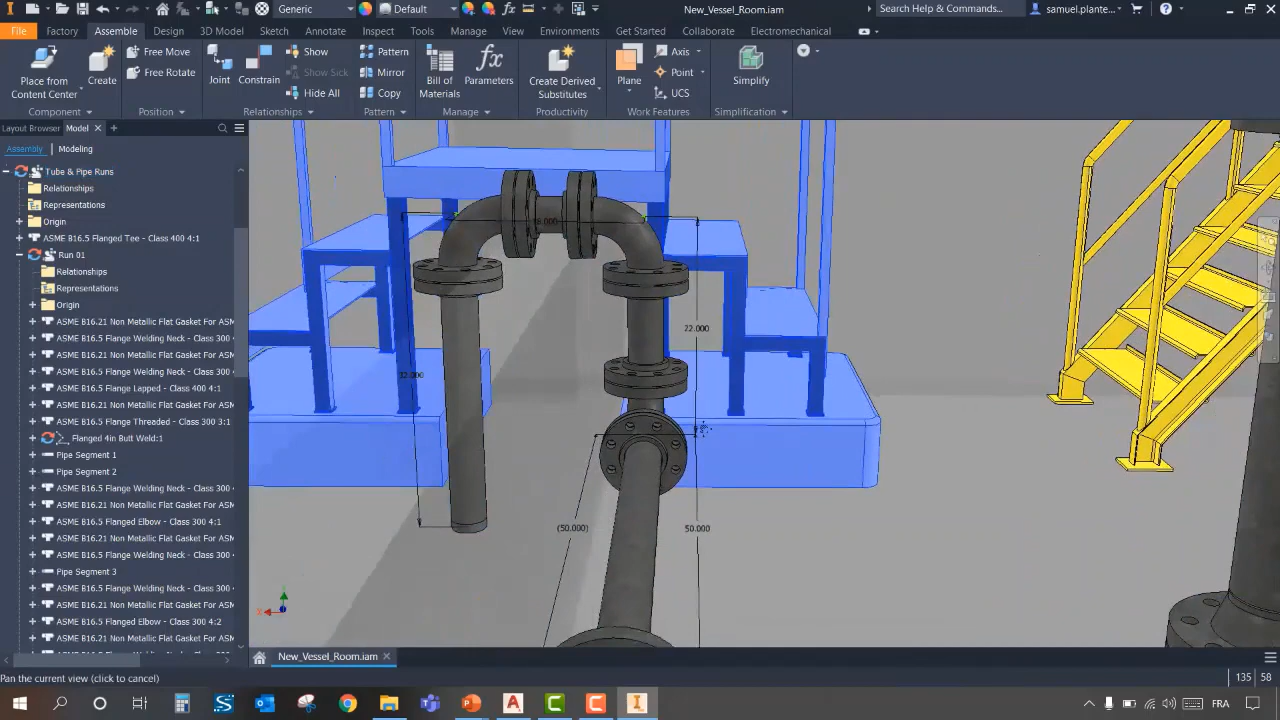 Generic
Default
New_Vessel_Room.iam
Search Help & Commands...
samuel.plante...
File
Factory
Assemble
Design
3D Model
Sketch
Annotate
Inspect
Tools
Manage
View
Environments
Get Started
Collaborate
Electromechanical
Place from
Content Center
Create
Free Move
Free Rotate
Joint
Constrain
Show
Show Sick
Hide All
Pattern
Mirror
Copy
Bill of
Materials
Parameters
Create Derived
Substitutes
Plane
Axis
Point
UCS
Simplify
Component
Position
Relationships
Pattern
Manage
Productivity
Work Features
Simplification
Layout Browser
Model
Assembly
Modeling
Tube & Pipe Runs
Relationships
Representations
Origin
ASME B16.5 Flanged Tee - Class 400 4:1
Run 01
Relationships
Representations
Origin
ASME B16.21 Non Metallic Flat Gasket For ASM
ASME B16.5 Flange Welding Neck - Class 300 4
ASME B16.21 Non Metallic Flat Gasket For ASM
ASME B16.5 Flange Welding Neck - Class 300 4
ASME B16.5 Flange Lapped - Class 400 4:1
ASME B16.21 Non Metallic Flat Gasket For ASM
ASME B16.5 Flange Threaded - Class 300 3:1
Flanged 4in Butt Weld:1
Pipe Segment 1
Pipe Segment 2
ASME B16.5 Flange Welding Neck - Class 300 4
ASME B16.21 Non Metallic Flat Gasket For ASM
ASME B16.5 Flanged Elbow - Class 300 4:1
ASME B16.21 Non Metallic Flat Gasket For ASM
ASME B16.5 Flange Welding Neck - Class 300 4
Pipe Segment 3
ASME B16.5 Flange Welding Neck - Class 300 4
ASME B16.21 Non Metallic Flat Gasket For ASM
ASME B16.5 Flanged Elbow - Class 300 4:2
ASME B16.21 Non Metallic Flat Gasket For ASM
22.000
(50.000)
50.000
New_Vessel_Room.iam
Pan the current view (click to cancel)
135
58
FRA